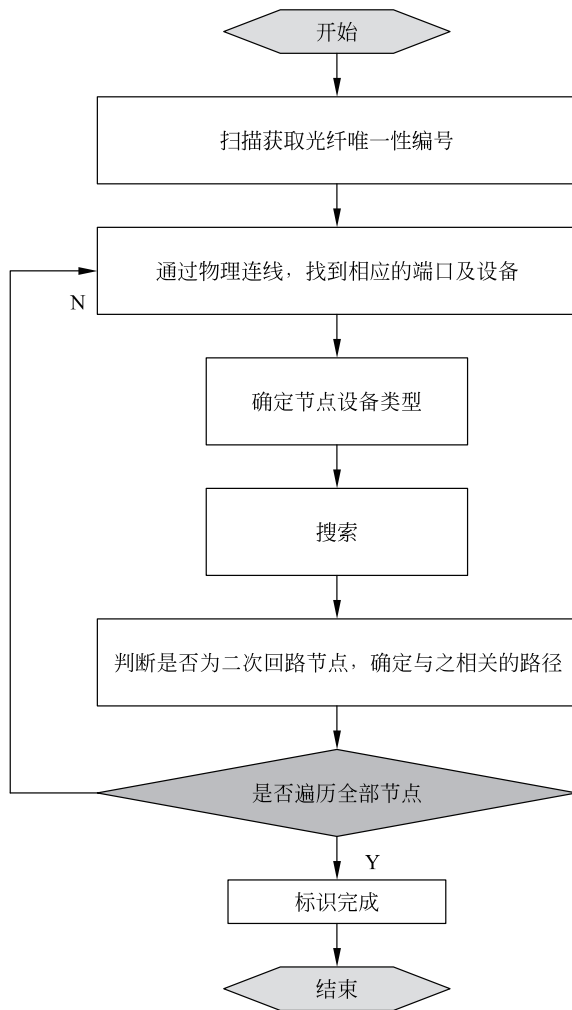 开始
扫描获取光纤唯一性编号
通过物理连线，找到相应的端口及设备
N
确定节点设备类型
搜索
判断是否为二次回路节点，确定与之相关的路径
是否遍历全部节点
Y
标识完成
结束